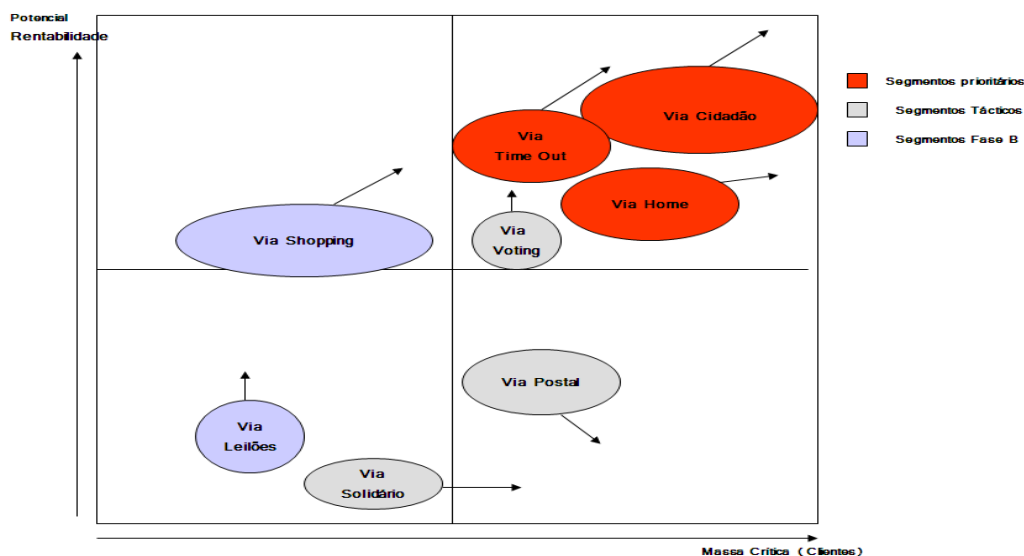 Potencial
Rentabilidade
Segmentos prioritários
Segmentos Tácticos
Segmentos Fase B
Via Cidadão
Via
Time Out
Via Home
Via Shopping
Via
Voting
Via Postal
Via
Leilões
Via
Solidário
Massa Crítica ( Clientes)